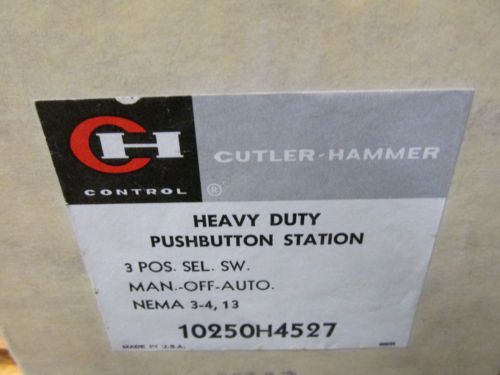 CH
CONTROL ®
CUTLER-HAMMER
HEAVY DUTY
PUSHBUTTON STATION
3 POS. SEL. SW.
MAN.-OFF-AUTO.
NEMA 3-4, 13
10250H4527
MADE IN U.S.A.